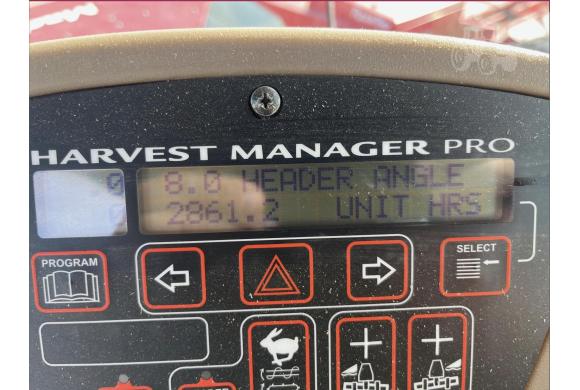 HARVEST MANAGER PRO
0 8.0 HEADER ANGLE
0 2861.2 UNIT HRS
PROGRAM
SELECT